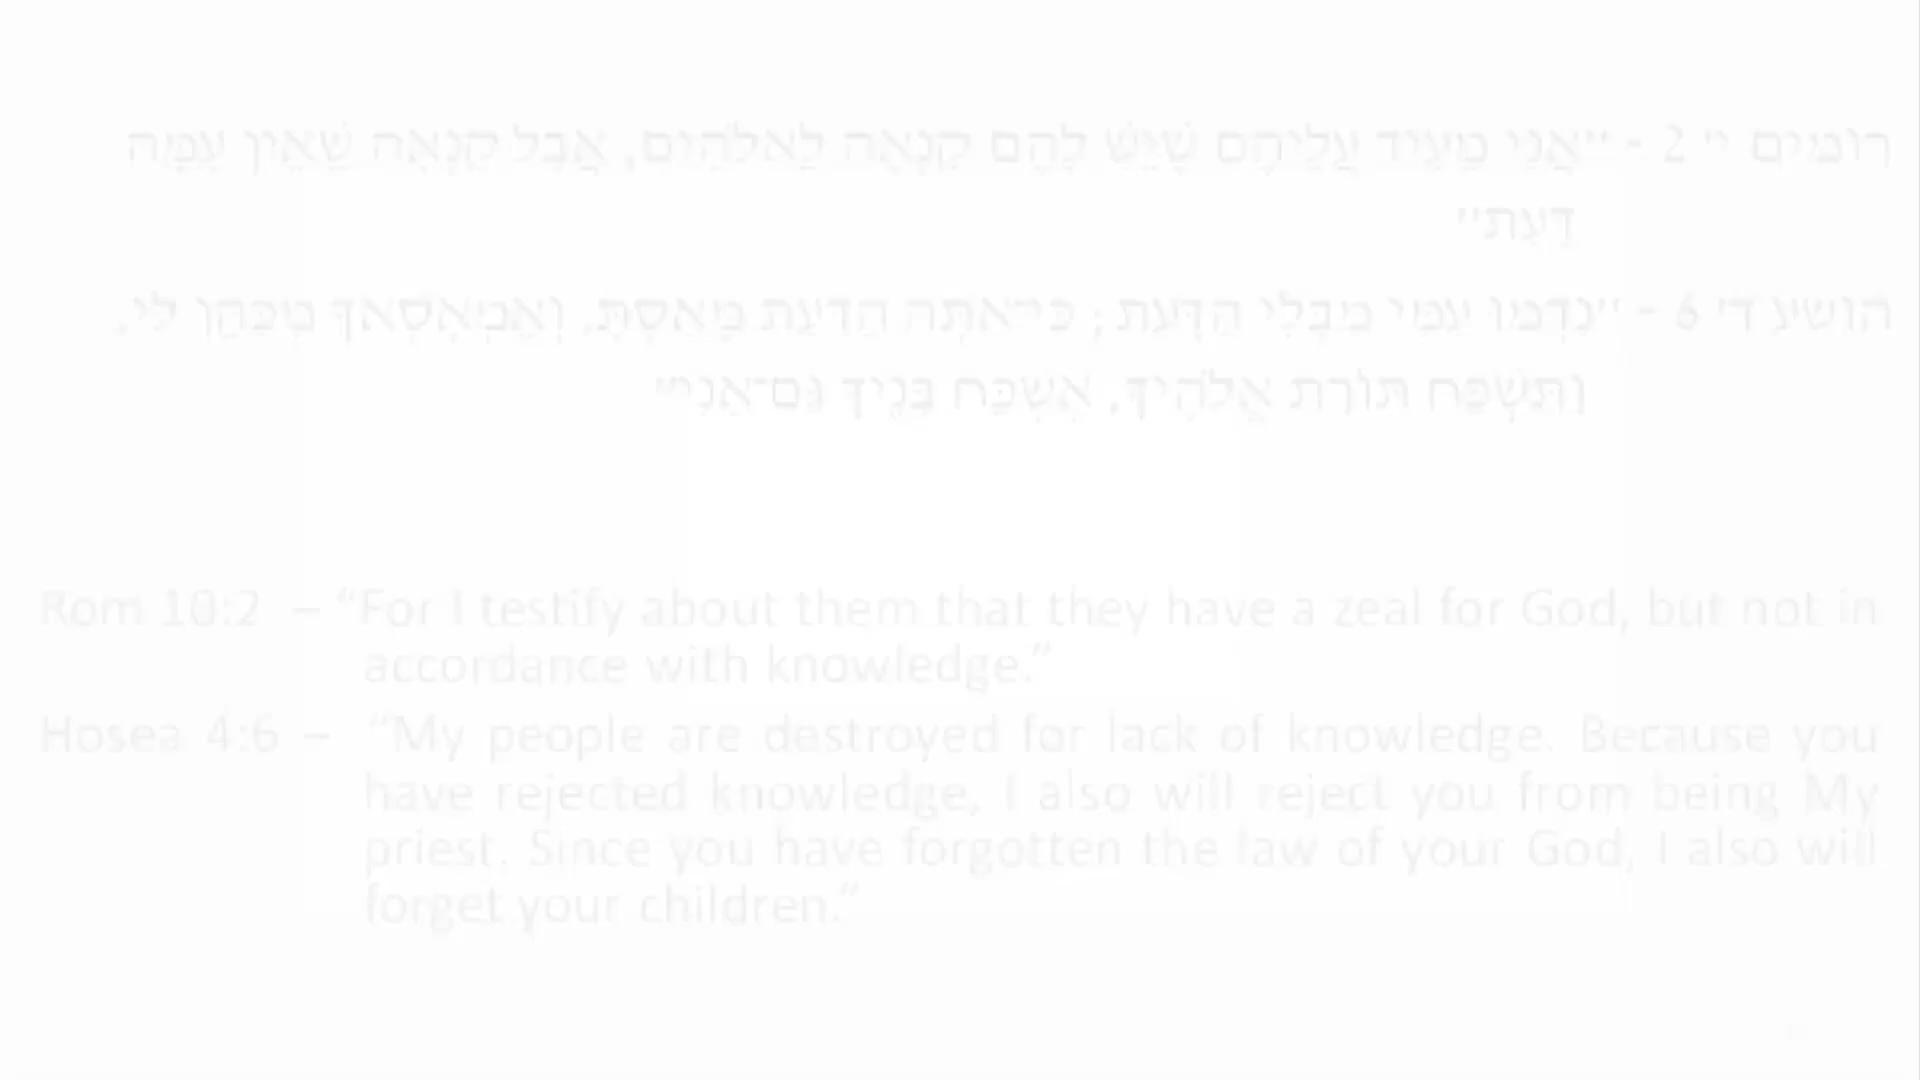 רומים י׳ 2 - ״אֲנִי מֵעִיד עֲלֵיהֶם שֶׁיֵּשׁ לָהֶם קִנְאָה לֵאלֹהִים, אֲבָל קִנְאָה שֶׁאֵין עִמָּהּ
דַּעַת״
הושע ד׳ 6 - ״נִדְמוּ עַמִּי מִבְּלִי הַדָּעַת; כִּי־אַתָּה הַדַּעַת מָאַסְתָּ, וְאֶמְאָסְאךָ מִכַּהֵן לִי,
וַתִּשְׁכַּח תּוֹרַת אֱלֹהֶיךָ, אֶשְׁכַּח בָּנֶיךָ גַּם־אָנִי״
Rom 10:2 – “For I testify about them that they have a zeal for God, but not in
accordance with knowledge.”
Hosea 4:6 – “My people are destroyed for lack of knowledge. Because you
have rejected knowledge, I also will reject you from being My
priest. Since you have forgotten the law of your God, I also will
forget your children.”